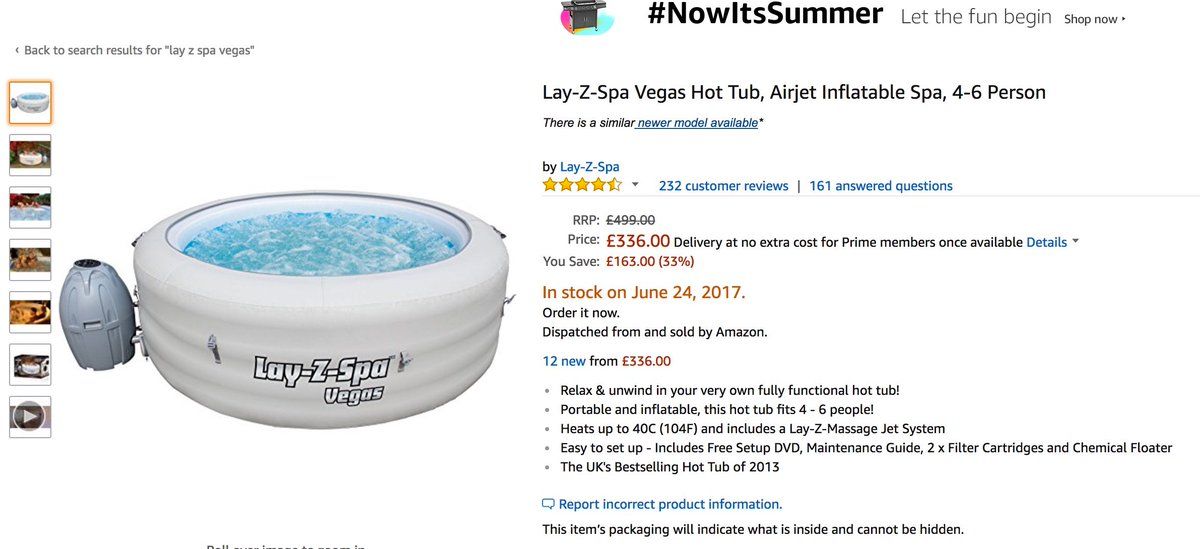 #NowItsSummer Let the fun begin Shop now ▸
‹ Back to search results for "lay z spa vegas"
Lay-Z-Spa Vegas Hot Tub, Airjet Inflatable Spa, 4-6 Person
There is a similar newer model available*
by Lay-Z-Spa
232 customer reviews | 161 answered questions
RRP: £499.00
Price: £336.00 Delivery at no extra cost for Prime members once available Details
You Save: £163.00 (33%)
In stock on June 24, 2017.
Order it now.
Dispatched from and sold by Amazon.
12 new from £336.00
• Relax & unwind in your very own fully functional hot tub!
• Portable and inflatable, this hot tub fits 4 - 6 people!
• Heats up to 40C (104F) and includes a Lay-Z-Massage Jet System
• Easy to set up - Includes Free Setup DVD, Maintenance Guide, 2 x Filter Cartridges and Chemical Floater
• The UK's Bestselling Hot Tub of 2013
Report incorrect product information.
This item's packaging will indicate what is inside and cannot be hidden.
Lay-Z-Spa
Vegas
Roll over image to zoom in